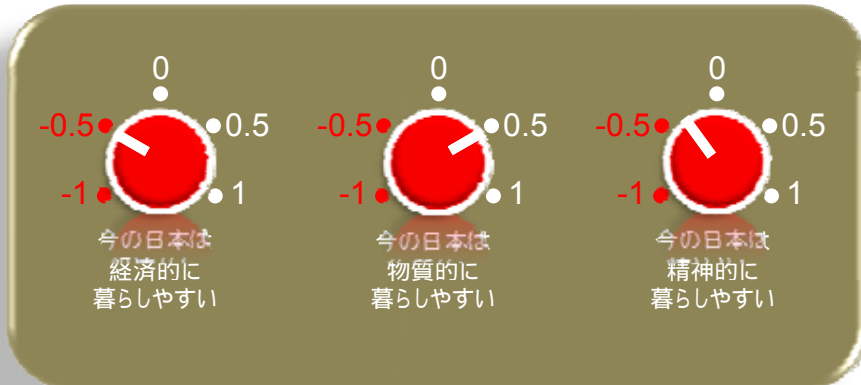 0
-0.5
0.5
-1
1
今の日本は
経済的に
暮らしやすい
0
-0.5
0.5
-1
1
今の日本は
物質的に
暮らしやすい
0
-0.5
0.5
-1
1
今の日本は
精神的に
暮らしやすい